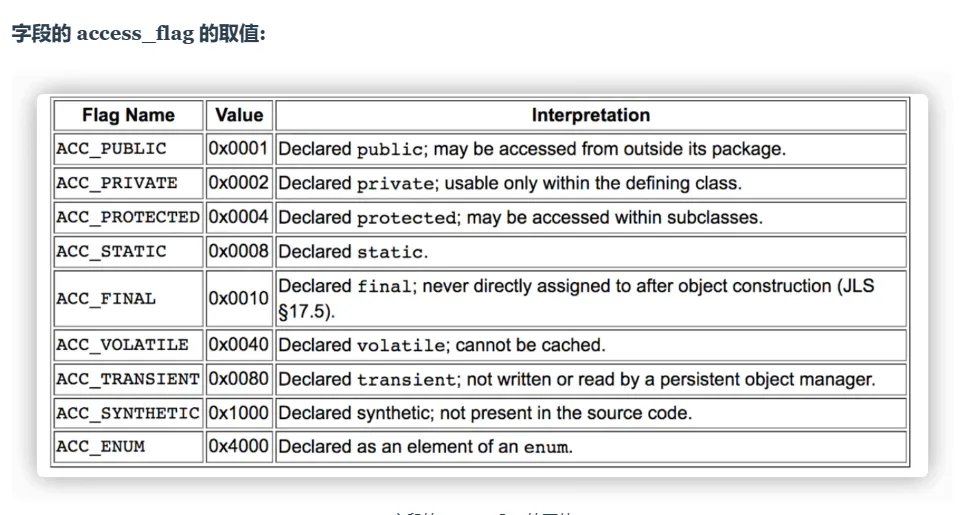 字段的 access_flag 的取值:
Flag Name Value Interpretation
ACC_PUBLIC 0x0001 Declared public; may be accessed from outside its package.
ACC_PRIVATE 0x0002 Declared private; usable only within the defining class.
ACC_PROTECTED 0x0004 Declared protected; may be accessed within subclasses.
ACC_STATIC 0x0008 Declared static.
ACC_FINAL 0x0010 Declared final; never directly assigned to after object construction (JLS
§17.5).
ACC_VOLATILE 0x0040 Declared volatile; cannot be cached.
ACC_TRANSIENT 0x0080 Declared transient; not written or read by a persistent object manager.
ACC_SYNTHETIC 0x1000 Declared synthetic; not present in the source code.
ACC_ENUM 0x4000 Declared as an element of an enum.